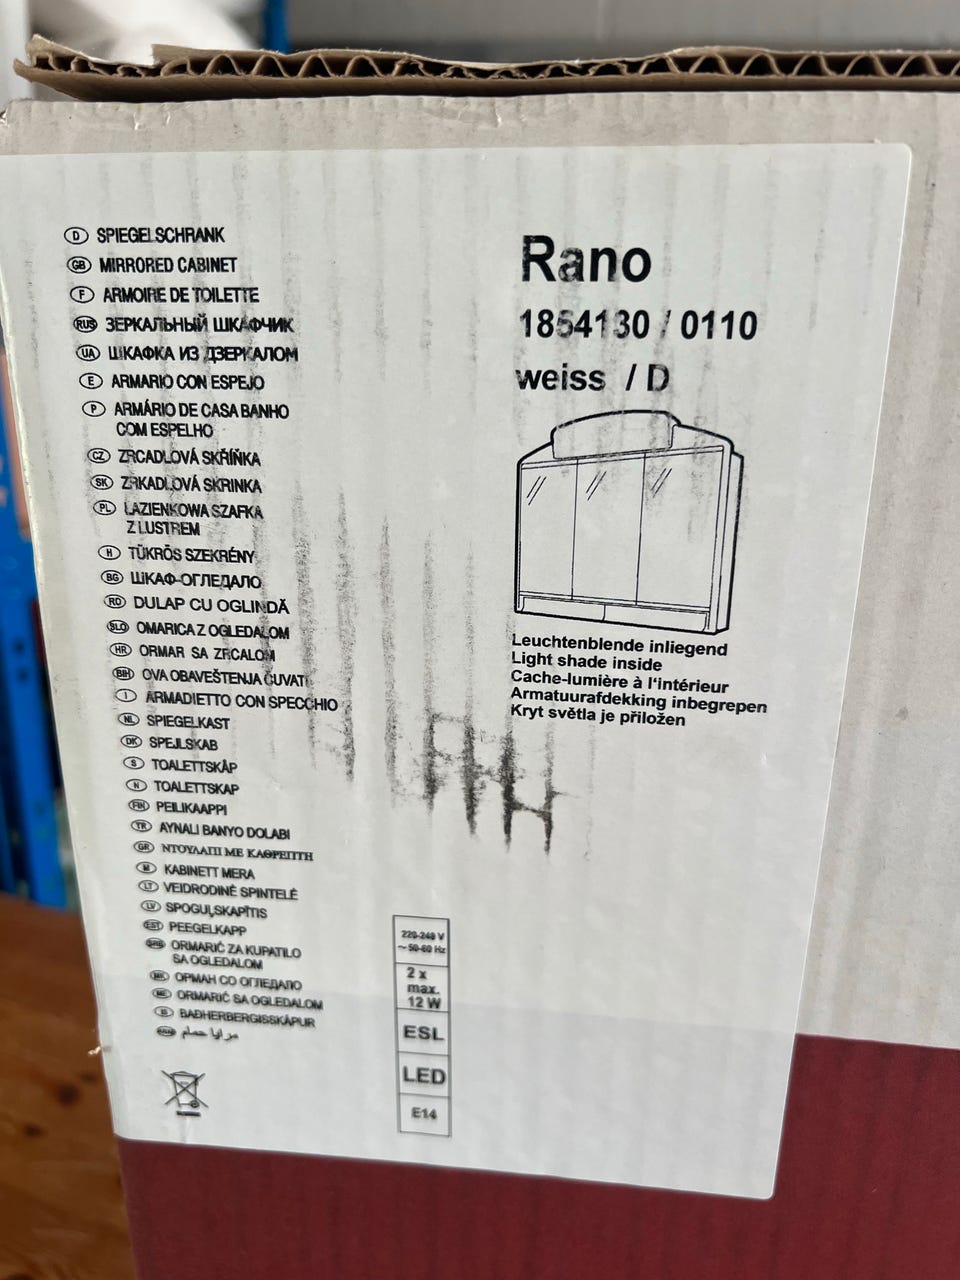 D SPIEGELSCHRANK
GB MIRRORED CABINET
F ARMOIRE DE TOILETTE
RUS ЗЕРКАЛЬНЫЙ ШКАФЧИК
UA ШКАФКА ИЗ ДЗЕРКАЛОМ
E ARMARIO CON ESPEJO
P ARMÁRIO DE CASA BANHO
COM ESPELHO
CZ ZRCADLOVÁ SKŘÍŇKA
SK ZRKADLOVÁ SKRINKA
PL LAZIENKOWA SZAFKA
Z LUSTREM
H TÜKRÖS SZEKRÉNY
BG ШКАФ-ОГЛЕДАЛО
RO DULAP CU OGLINDĂ
SLO OMARICA Z OGLEDALOM
HR ORMAR SA ZRCALOM
BIH OVA OBAVEŠTENJA ČUVATI
I ARMADIETTO CON SPECCHIO
NL SPIEGELKAST
DK SPEJLSKAB
S TOALETTSKÅP
N TOALETTSKAP
FIN PEILIKAAPPI
TR AYNALI BANYO DOLABI
GR ΝΤΟΥΛΑΠΙ ΜΕ ΚΑΘΡΕΠΤΗ
M KABINETT MERA
LT VEIDRODINĖ SPINTELĖ
LV SPOGUĻSKAPĪTIS
EST PEEGELKAPP
SRB ORMARIĆ ZA KUPATILO
SA OGLEDALOM
MK ОРМАН СО ОГЛЕДАЛО
ME ORMARIĆ SA OGLEDALOM
IS BAÐHERBERGISSKÁPUR
مرايا حمام
Rano
1854130 / 0110
weiss / D
Leuchtenblende inliegend
Light shade inside
Cache-lumière à l'intérieur
Armatuurafdekking inbegrepen
Kryt světla je přiložen
220-240 V
~ 50-60 Hz
2 x
max.
12 W
ESL
LED
E14